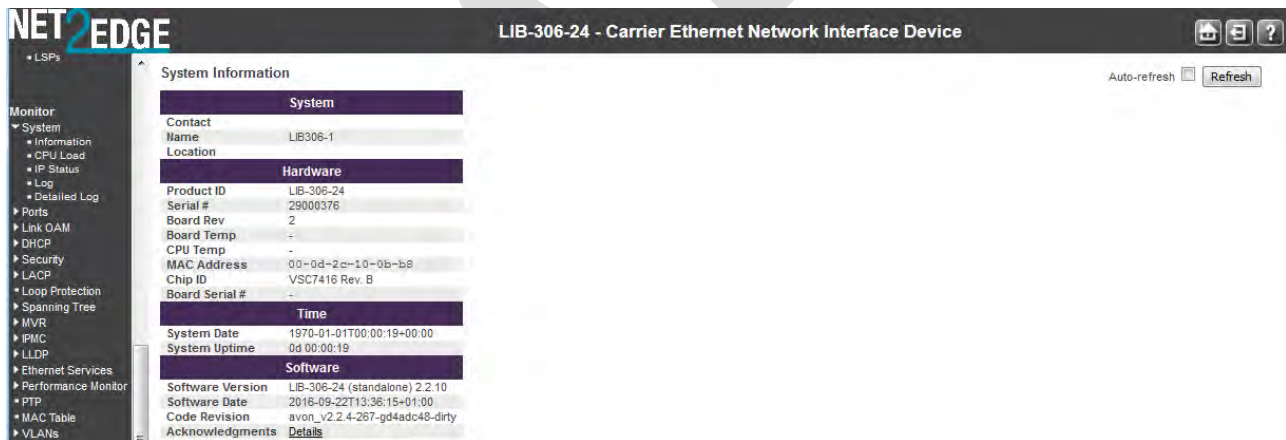 NET2EDGE
LIB-306-24 - Carrier Ethernet Network Interface Device
?
LSPs
Monitor
System
Information
CPU Load
IP Status
Log
Detailed Log
Ports
Link OAM
DHCP
Security
LACP
Loop Protection
Spanning Tree
MVR
IPMC
LLDP
Ethernet Services
Performance Monitor
PTP
MAC Table
VLANs
System Information
Auto-refresh Refresh
System
Contact
Name LIB306-1
Location
Hardware
Product ID LIB-306-24
Serial # 29000376
Board Rev 2
Board Temp -
CPU Temp -
MAC Address 00-0d-2c-10-0b-b8
Chip ID VSC7416 Rev. B
Board Serial # -
Time
System Date 1970-01-01T00:00:19+00:00
System Uptime 0d 00:00:19
Software
Software Version LIB-306-24 (standalone) 2.2.10
Software Date 2016-09-22T13:36:15+01:00
Code Revision avon_v2.2.4-267-gd4adc48-dirty
Acknowledgments Details